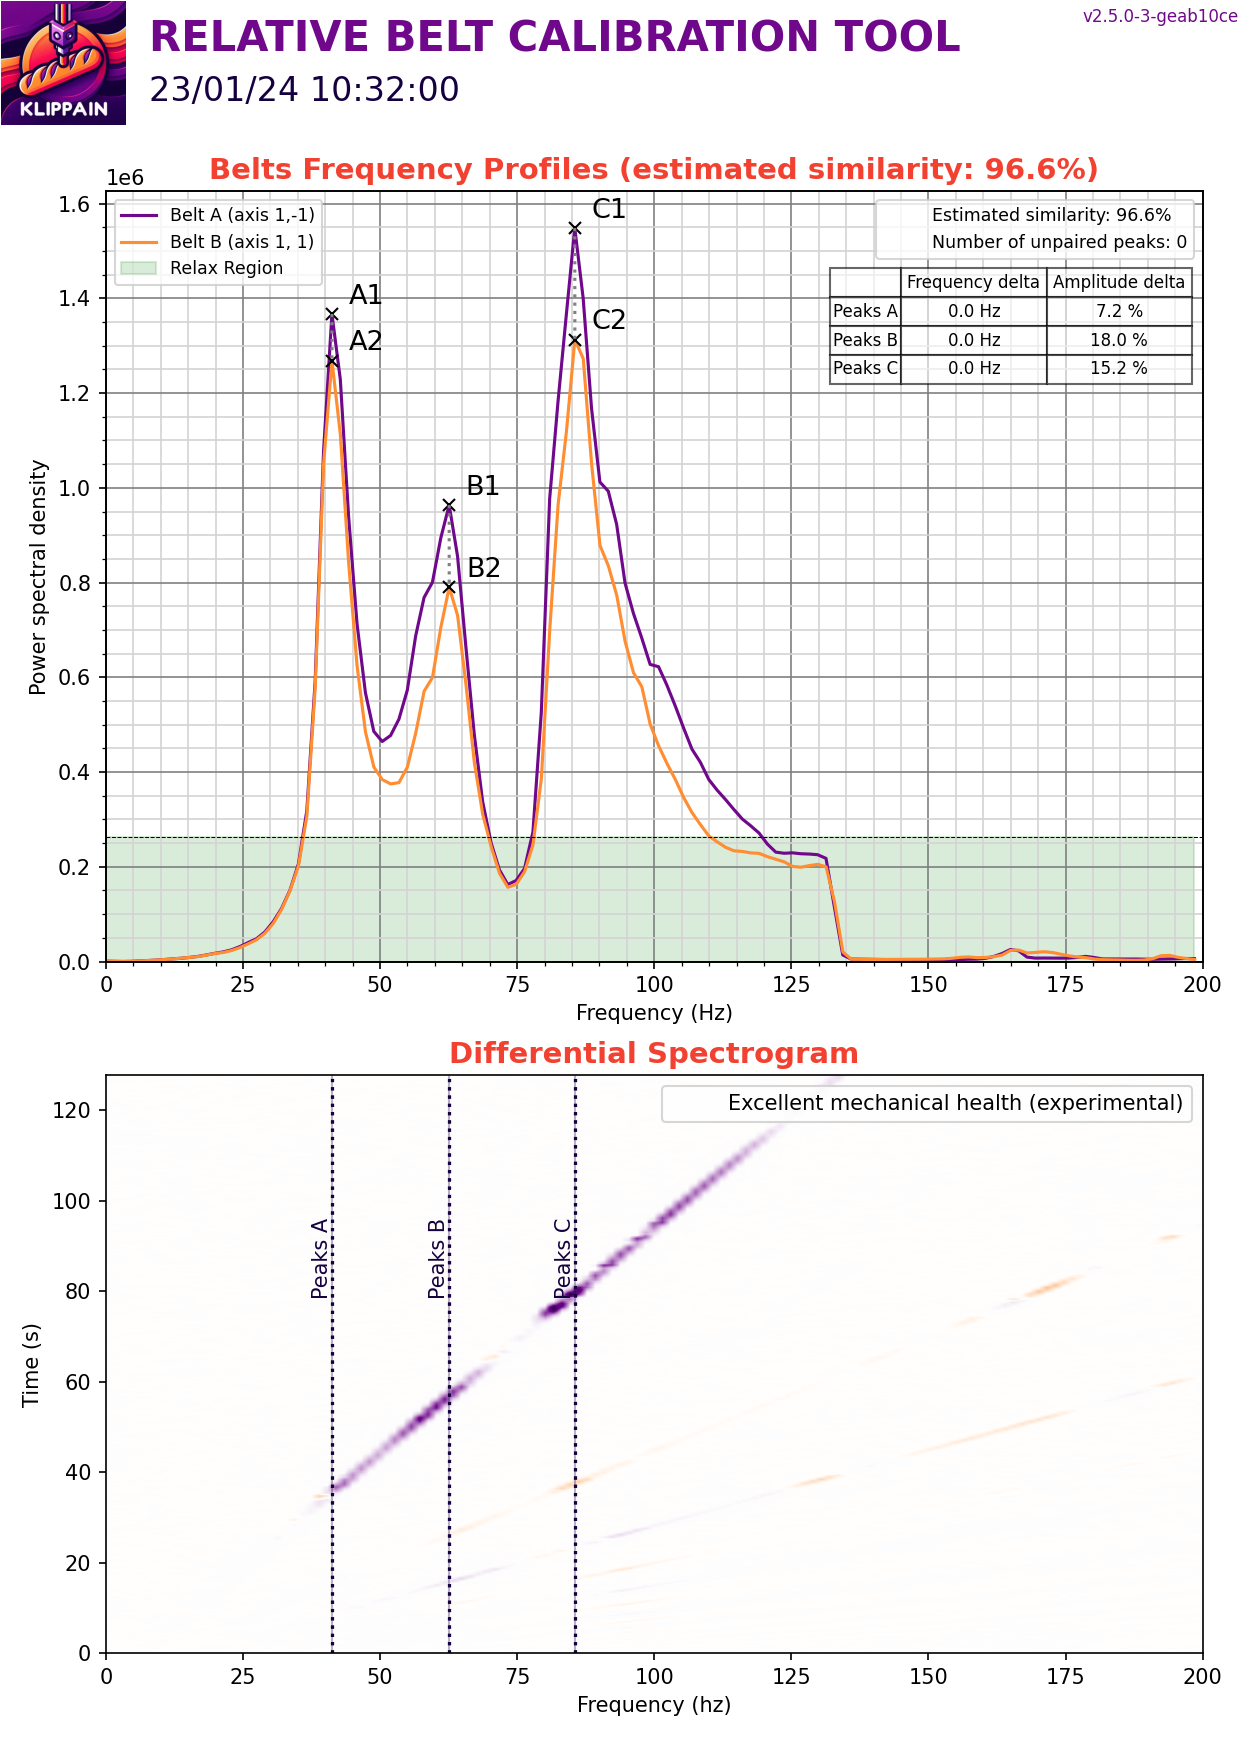 KLIPPAIN
RELATIVE BELT CALIBRATION TOOL
23/01/24 10:32:00
v2.5.0-3-geab10ce
Belts Frequency Profiles (estimated similarity: 96.6%)
1e6
Belt A (axis 1,-1)
Belt B (axis 1, 1)
Relax Region
Estimated similarity: 96.6%
Number of unpaired peaks: 0
Frequency delta Amplitude delta
Peaks A 0.0 Hz 7.2 %
Peaks B 0.0 Hz 18.0 %
Peaks C 0.0 Hz 15.2 %
C1
C2
A1
A2
B1
B2
1.6
1.4
1.2
1.0
0.8
0.6
0.4
0.2
0.0
Power spectral density
0 25 50 75 100 125 150 175 200
Frequency (Hz)
Differential Spectrogram
Excellent mechanical health (experimental)
Peaks A
Peaks B
Peaks C
120
100
80
60
40
20
0
Time (s)
0 25 50 75 100 125 150 175 200
Frequency (hz)